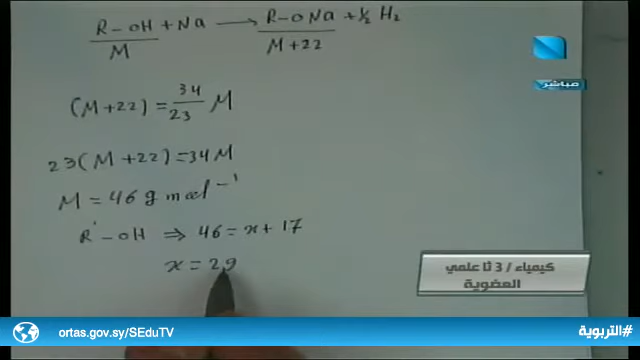 R-OH + Na → R-ONa + ½ H₂
M M+22
(M+22) = 34/23 M
23(M+22) = 34M
M = 46 g mol⁻¹
R'-OH ⇒ 46 = x + 17
x = 29
مباشر
كيمياء / 3 ثا علمي
العضوية
ortas.gov.sy/SEduTV
#التربوية